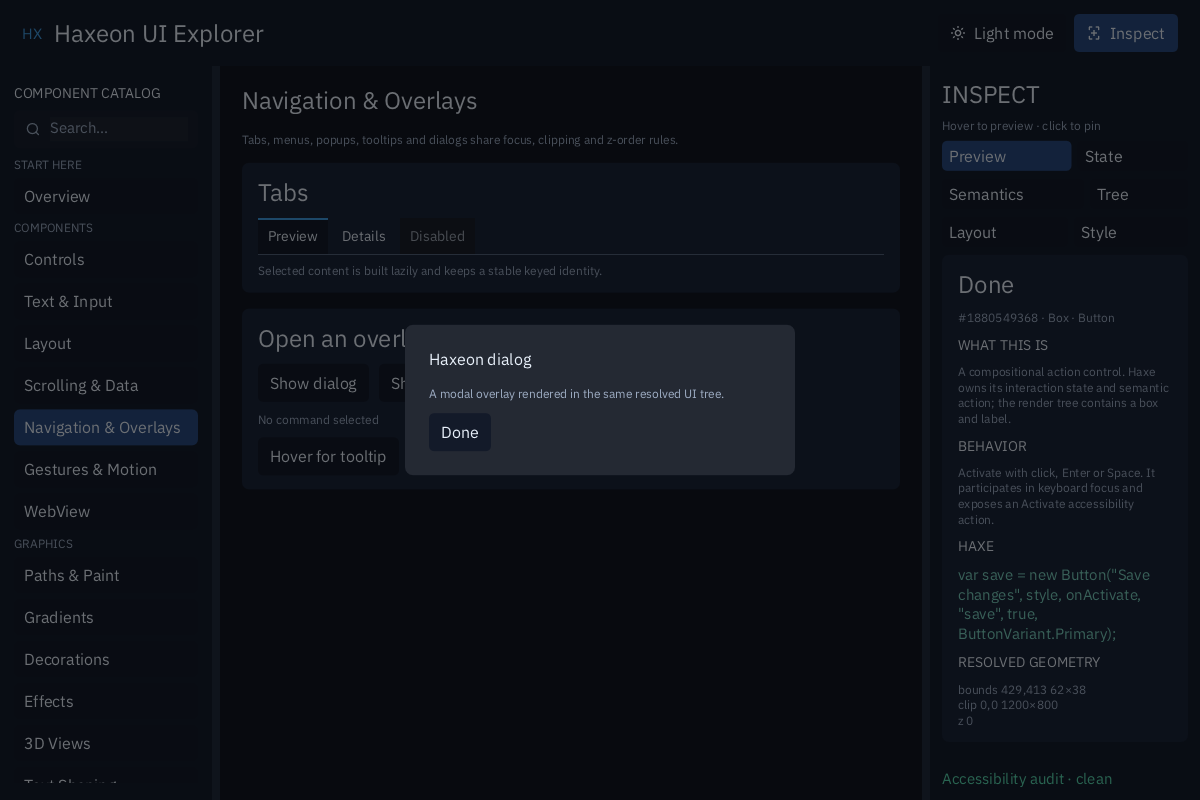 HX Haxeon UI Explorer
Light mode
Inspect
COMPONENT CATALOG
Search...
START HERE
Overview
COMPONENTS
Controls
Text & Input
Layout
Scrolling & Data
Navigation & Overlays
Gestures & Motion
WebView
GRAPHICS
Paths & Paint
Gradients
Decorations
Effects
3D Views
Navigation & Overlays
Tabs, menus, popups, tooltips and dialogs share focus, clipping and z-order rules.
Tabs
Preview Details Disabled
Selected content is built lazily and keeps a stable keyed identity.
Open an
Show dialog
No command selected
Hover for tooltip
Haxeon dialog
A modal overlay rendered in the same resolved UI tree.
Done
INSPECT
Hover to preview · click to pin
Preview State
Semantics Tree
Layout Style
Done
#1880549368 · Box · Button
WHAT THIS IS
A compositional action control. Haxe
owns its interaction state and semantic
action; the render tree contains a box
and label.
BEHAVIOR
Activate with click, Enter or Space. It
participates in keyboard focus and
exposes an Activate accessibility
action.
HAXE
var save = new Button("Save
changes", style, onActivate,
"save", true,
ButtonVariant.Primary);
RESOLVED GEOMETRY
bounds 429,413 62×38
clip 0,0 1200×800
z 0
Accessibility audit · clean